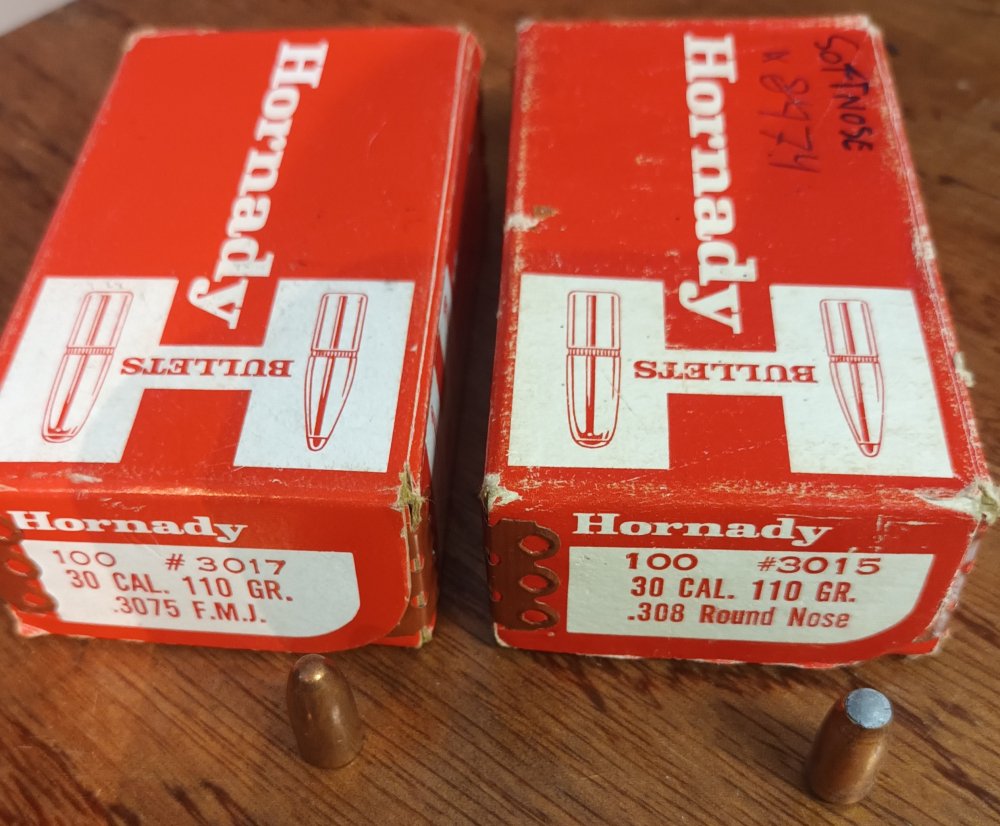 Hornady
BULLETS
Hornady
100 # 3017
30 CAL. 110 GR.
.3075 F.M.J.
SOFTNOSE
Hornady
BULLETS
Hornady
100 #3015
30 CAL. 110 GR.
.308 Round Nose